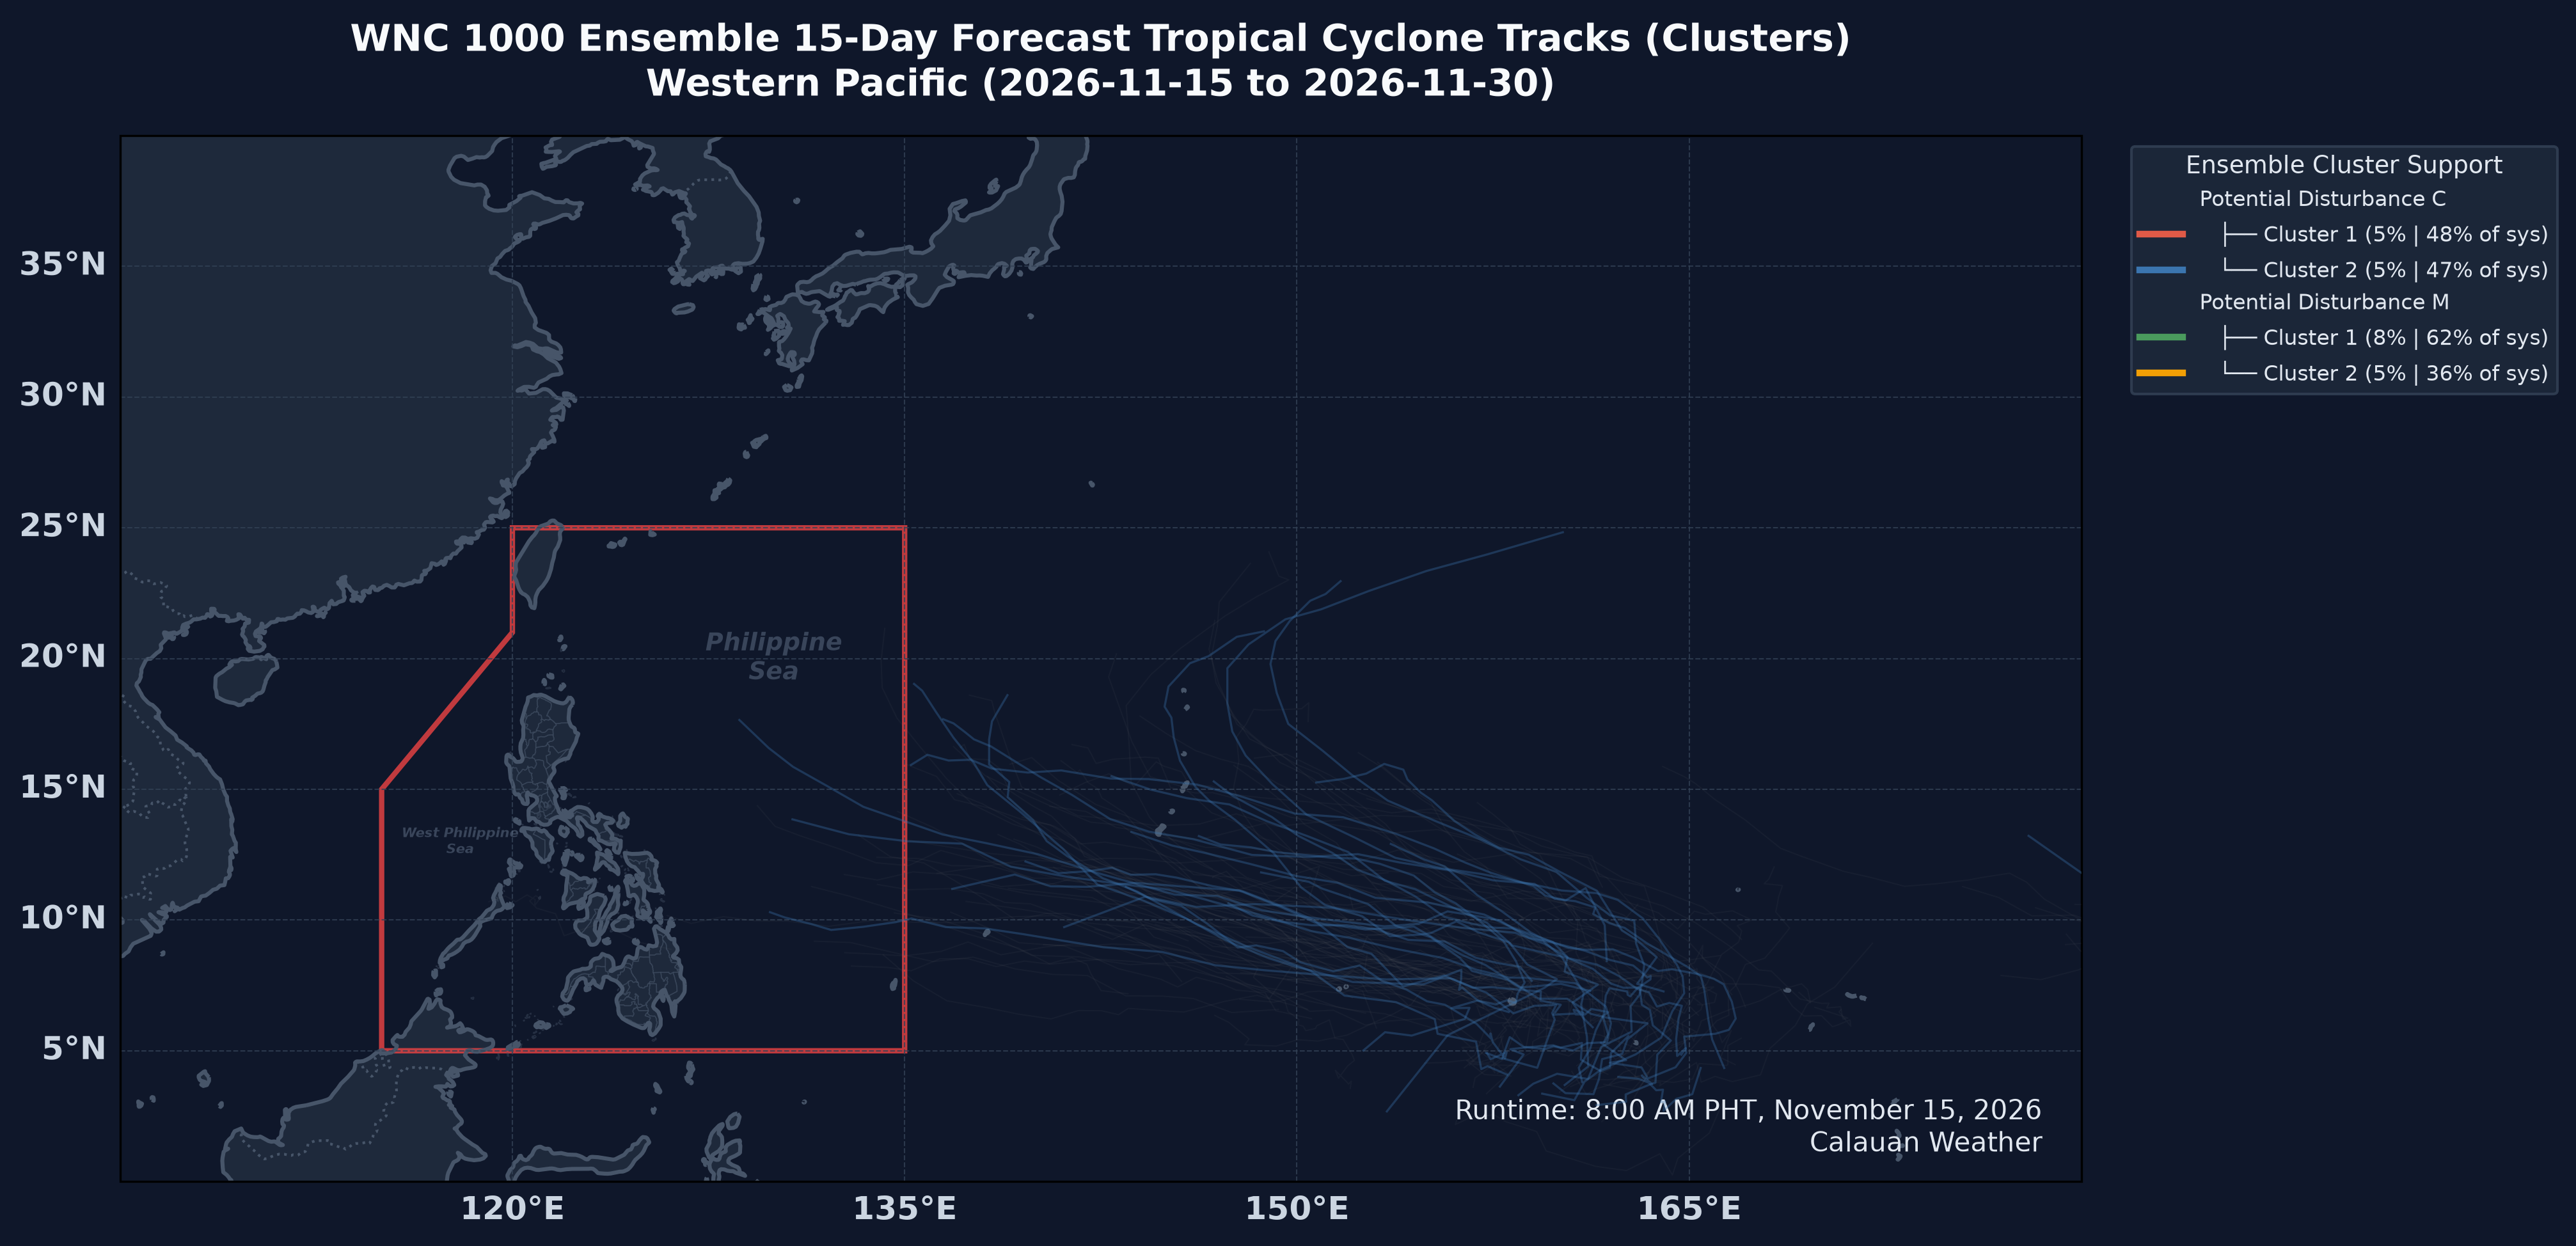 WNC 1000 Ensemble 15-Day Forecast Tropical Cyclone Tracks (Clusters)
Western Pacific (2026-11-15 to 2026-11-30)
Ensemble Cluster Support
Potential Disturbance C
Cluster 1 (5% | 48% of sys)
Cluster 2 (5% | 47% of sys)
Potential Disturbance M
Cluster 1 (8% | 62% of sys)
Cluster 2 (5% | 36% of sys)
35°N
30°N
25°N
20°N
15°N
10°N
5°N
Philippine
Sea
West Philippine
Sea
Runtime: 8:00 AM PHT, November 15, 2026
Calauan Weather
120°E
135°E
150°E
165°E